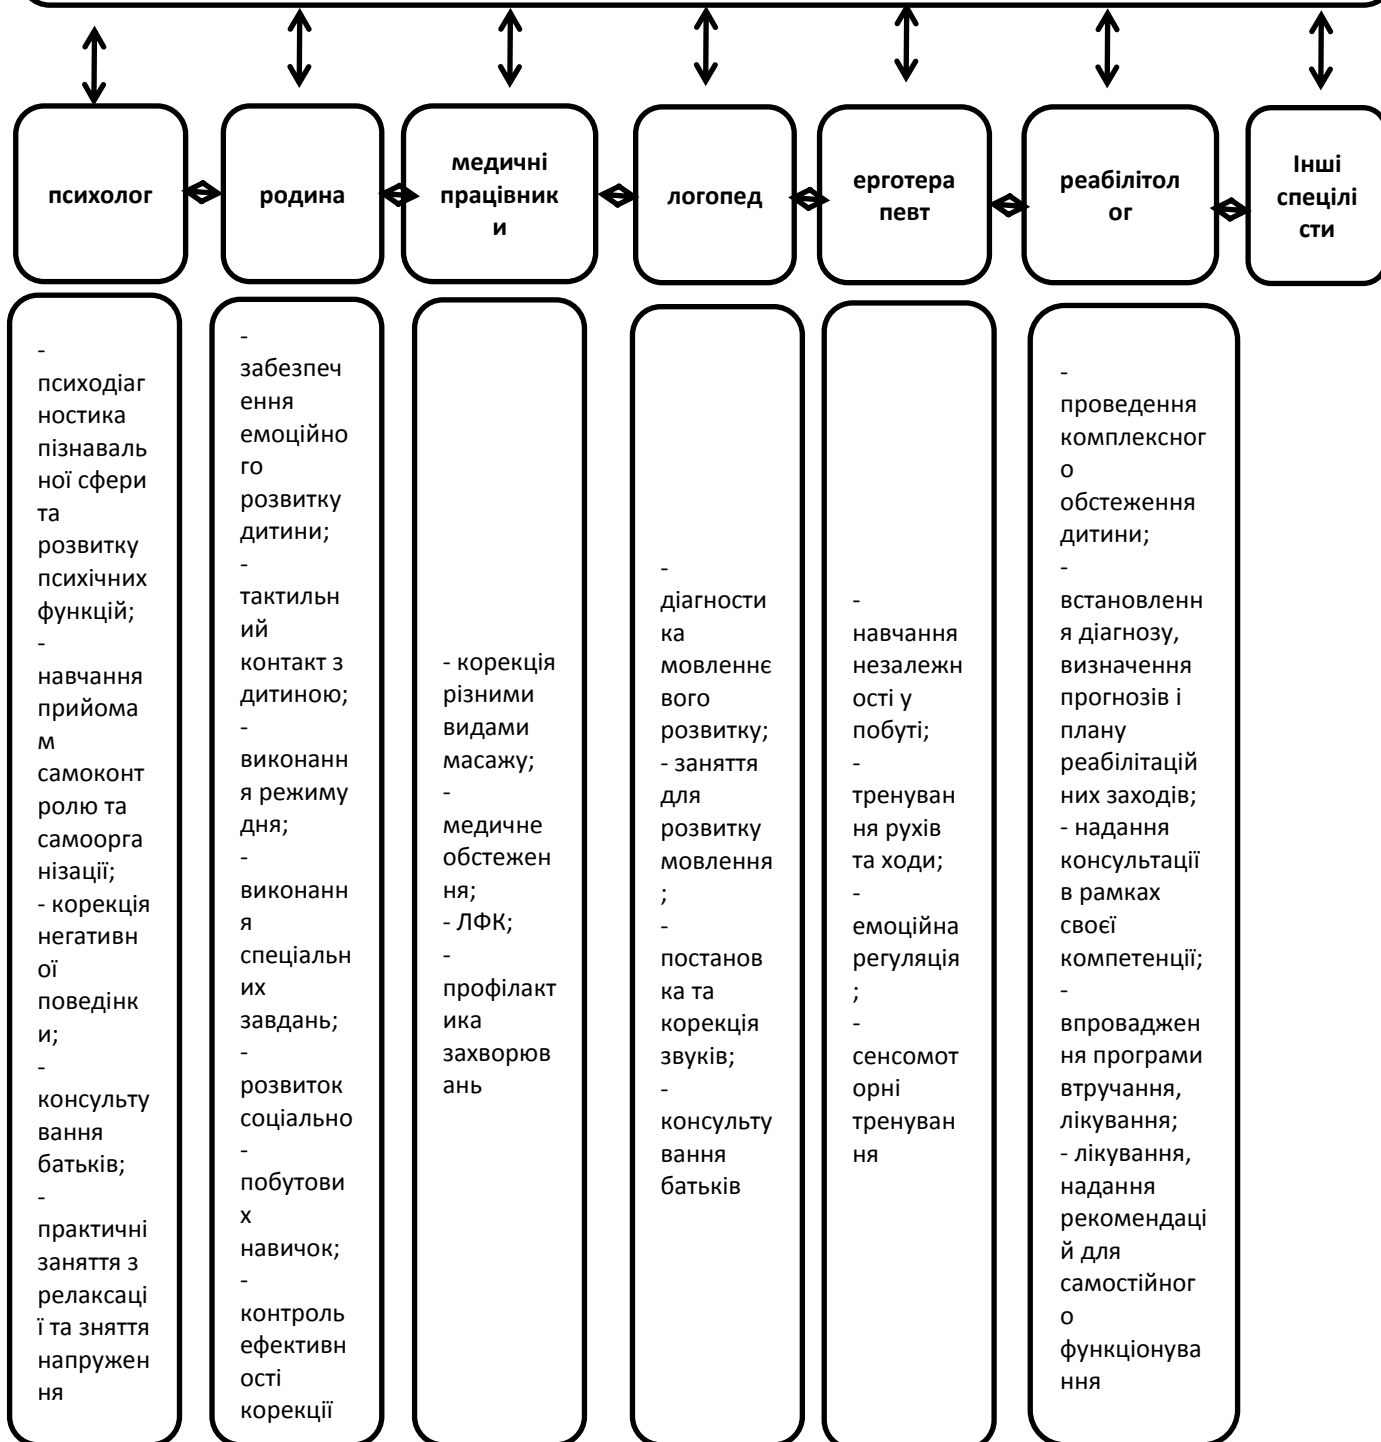 психолог
родина
медичні
працівник
и
логопед
ерготера
певт
реабілітол
ог
Інші
спецілі
сти
-
психодіаг
ностика
пізнаваль
ної сфери
та
розвитку
психічних
функцій;
-
навчання
прийома
м
самоконт
ролю та
самоорга
нізації;
- корекція
негативн
ої
поведінк
и;
-
консульту
вання
батьків;
-
практичні
заняття з
релаксаці
ї та зняття
напружен
ня
-
забезпеч
ення
емоційно
го
розвитку
дитини;
-
тактильн
ий
контакт з
дитиною;
-
виконанн
я режиму
дня;
-
виконанн
я
спеціальн
их
завдань;
-
розвиток
соціально
-
побутови
х
навичок;
-
контроль
ефективн
ості
корекції
- корекція
різними
видами
масажу;
-
медичне
обстежен
ня;
- ЛФК;
-
профілакт
ика
захворюв
ань
-
діагности
ка
мовленнє
вого
розвитку;
- заняття
для
розвитку
мовлення
;
-
постанов
ка та
корекція
звуків;
-
консульту
вання
батьків
-
навчання
незалежн
ості у
побуті;
-
тренуван
ня рухів
та ходи;
-
емоційна
регуляція
;
-
сенсомот
орні
тренуван
ня
-
проведення
комплексног
о
обстеження
дитини;
-
встановленн
я діагнозу,
визначення
прогнозів і
плану
реабілітацій
них заходів;
- надання
консультації
в рамках
своєї
компетенції;
-
впроваджен
ня програми
втручання,
лікування;
- лікування,
надання
рекомендаці
й для
самостійног
о
функціонува
ння